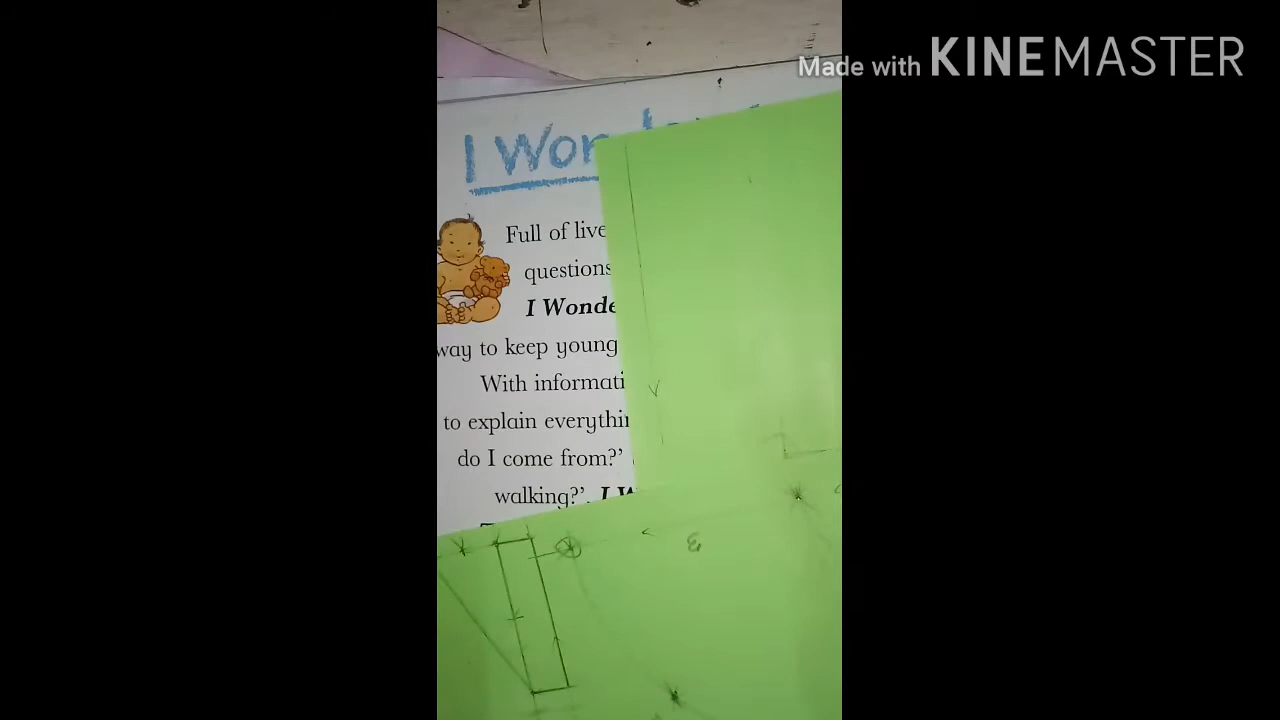 Made with KINEMASTER
I Won
Full of live
questions
I Wonde
way to keep young
With informati
to explain everythin
do I come from?'
walking?'. I W
3